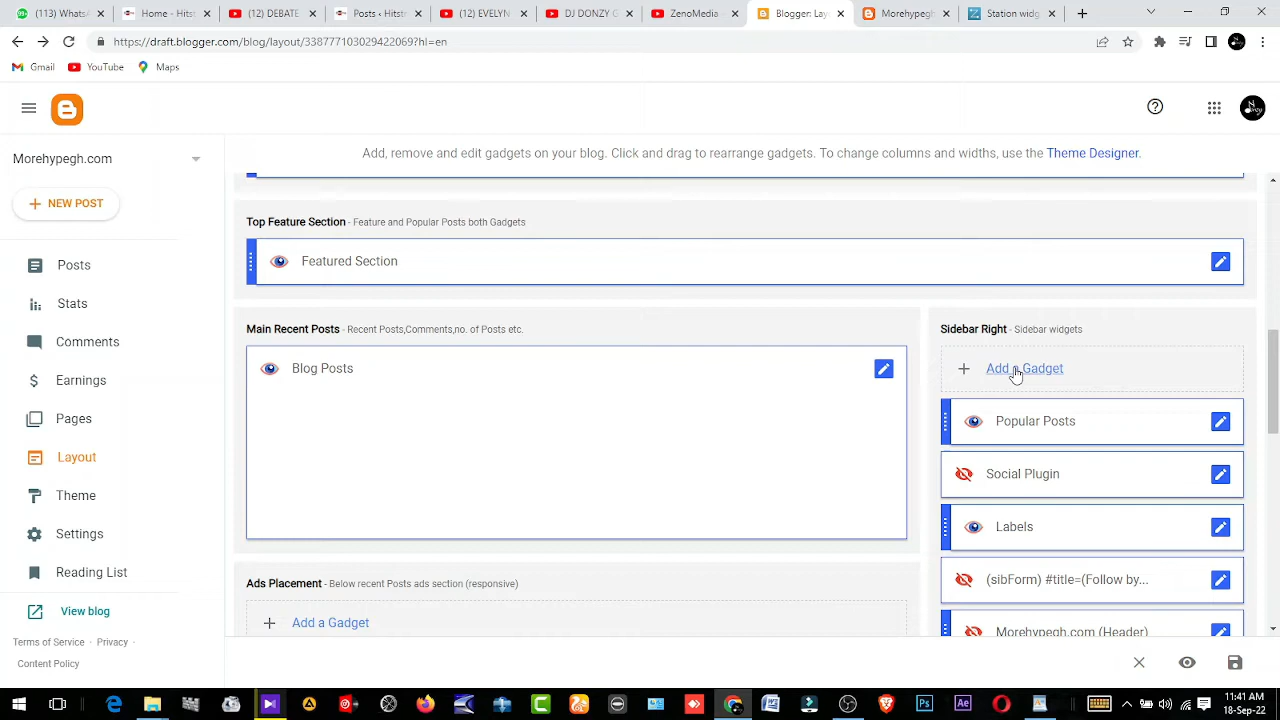 (113) WhatsA
Home - Hitst
(12) DEBATE
Posts ‹ Hitstr
(12) EVELYN
DJ DONZY G
ZenoMedi
Blogger: Lay
Morehypegh
Station widg
https://draft.blogger.com/blog/layout/3387771030294220692?hl=en
Gmail
YouTube
Maps
Morehypegh.com
NEW POST
Posts
Stats
Comments
Earnings
Pages
Layout
Theme
Settings
Reading List
View blog
Terms of Service · Privacy ·
Content Policy
Add, remove and edit gadgets on your blog. Click and drag to rearrange gadgets. To change columns and widths, use the Theme Designer.
Top Feature Section - Feature and Popular Posts both Gadgets
Featured Section
Main Recent Posts - Recent Posts,Comments,no. of Posts etc.
Blog Posts
Ads Placement - Below recent Posts ads section (responsive)
Add a Gadget
Sidebar Right - Sidebar widgets
Add a Gadget
Popular Posts
Social Plugin
Labels
(sibForm) #title=(Follow by...
Morehypegh.com (Header)
11:41 AM
18-Sep-22